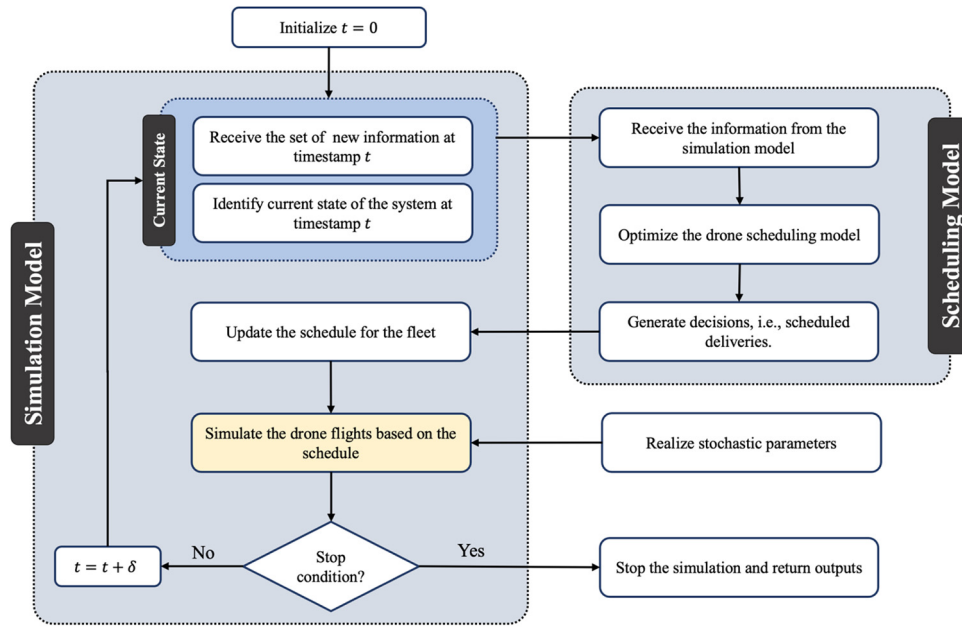 Initialize t = 0
Simulation Model
Current State
Receive the set of new information at
timestamp t
Identify current state of the system at
timestamp t
Scheduling Model
Receive the information from the
simulation model
Optimize the drone scheduling model
Generate decisions, i.e., scheduled
deliveries.
Update the schedule for the fleet
Simulate the drone flights based on the
schedule
Realize stochastic parameters
Stop
condition?
No
Yes
t = t + δ
Stop the simulation and return outputs